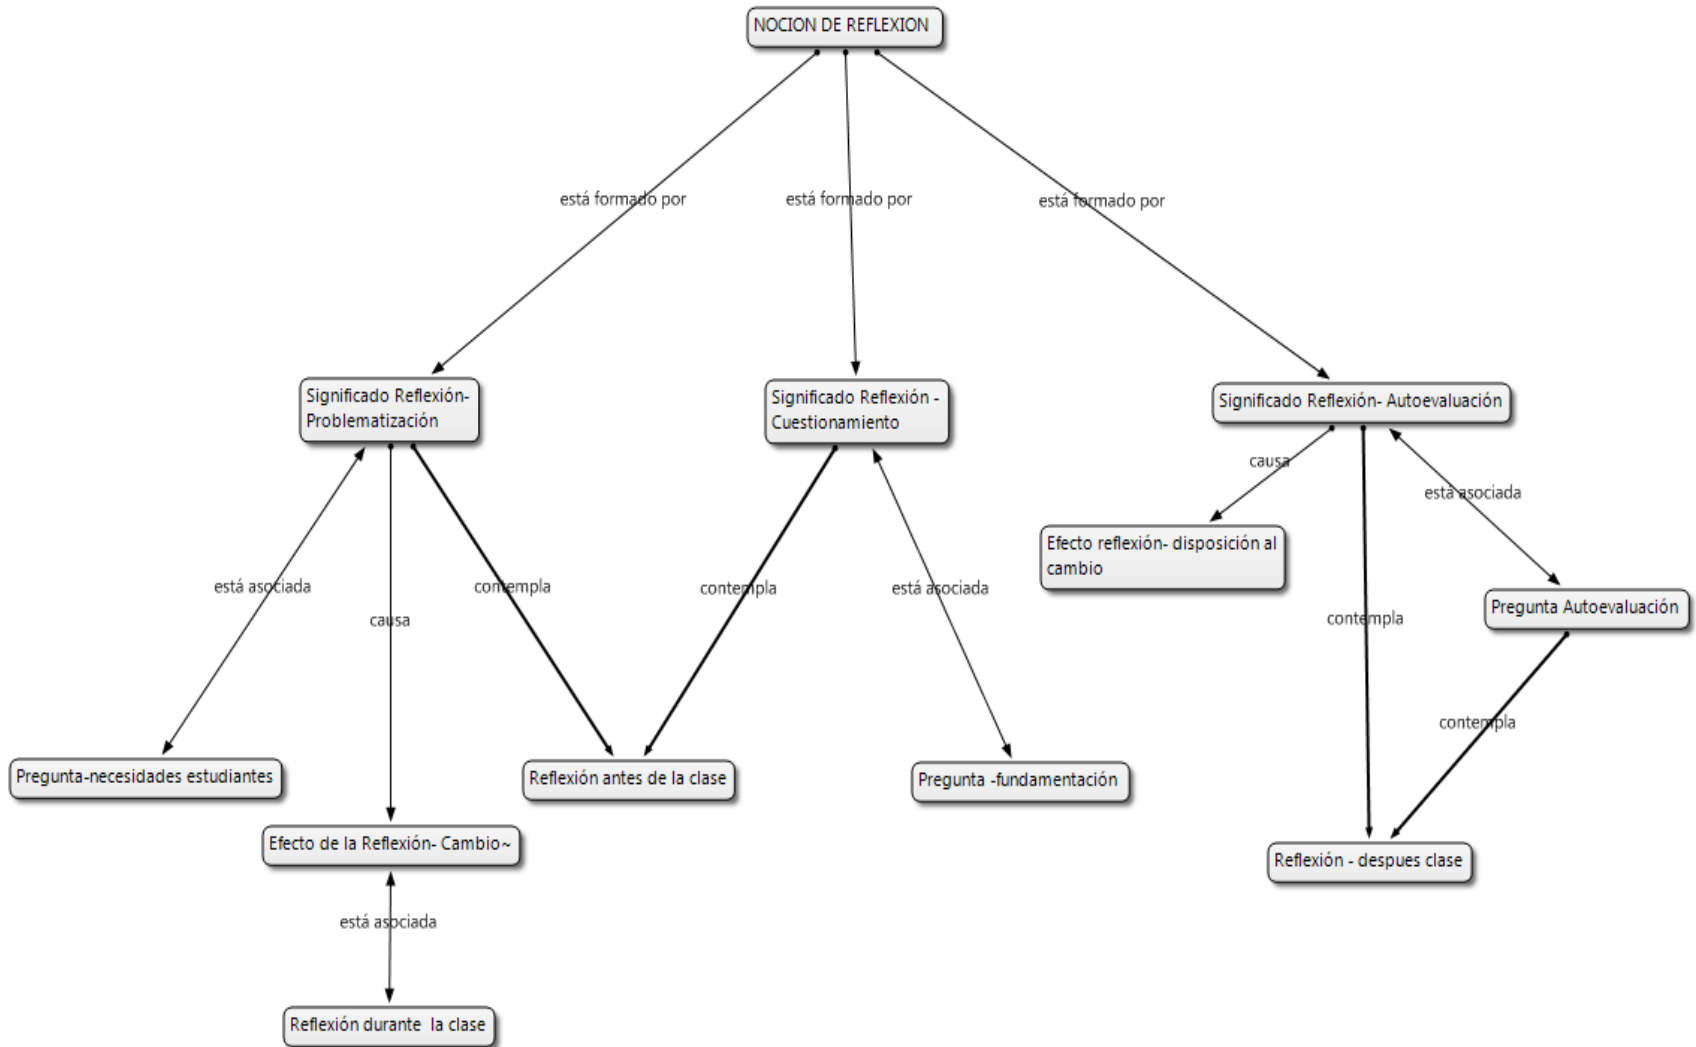 NOCION DE REFLEXION
está formado por
está formado por
está formado por
Significado Reflexión-
Problematización
Significado Reflexión -
Cuestionamiento
Significado Reflexión- Autoevaluación
causa
está asociada
Efecto reflexión- disposición al
cambio
está asociada
contempla
contempla
está asociada
causa
contempla
Pregunta Autoevaluación
contempla
Pregunta-necesidades estudiantes
Reflexión antes de la clase
Pregunta -fundamentación
Efecto de la Reflexión- Cambio~
Reflexión - despues clase
está asociada
Reflexión durante  la clase